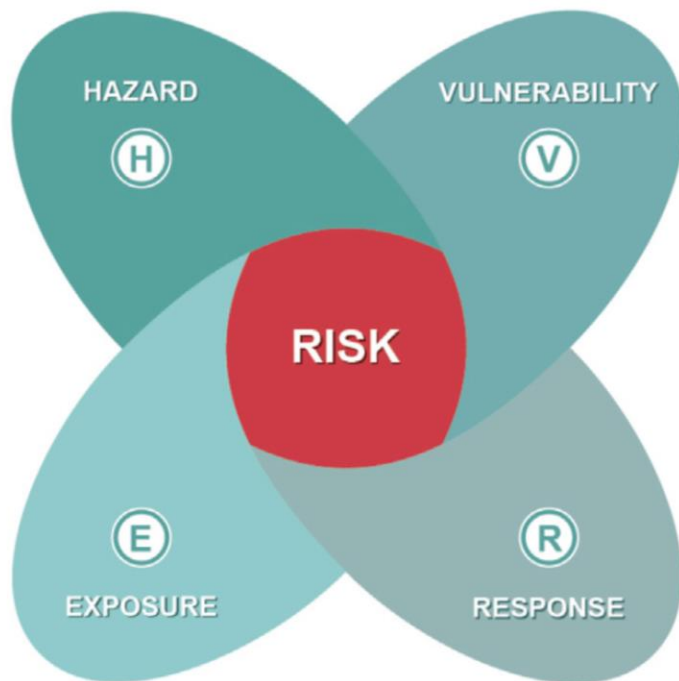 HAZARD
H
VULNERABILITY
V
RISK
E
EXPOSURE
R
RESPONSE